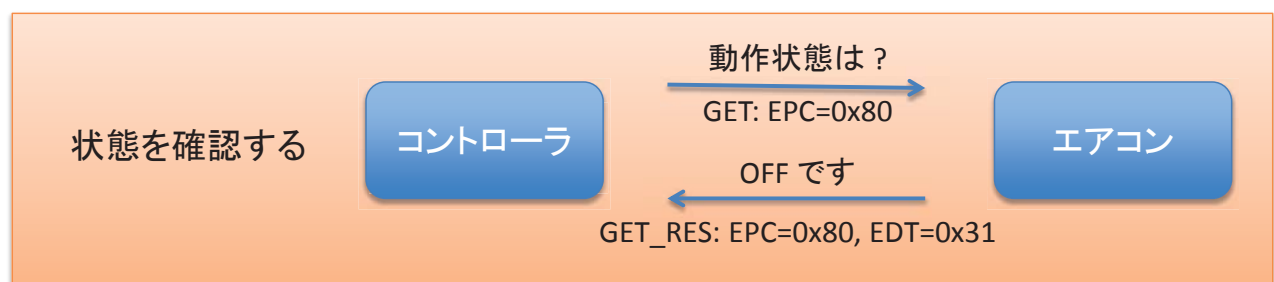 状態を確認する
コントローラ
動作状態は?
GET: EPC=0x80
OFF です
GET_RES: EPC=0x80, EDT=0x31
エアコン